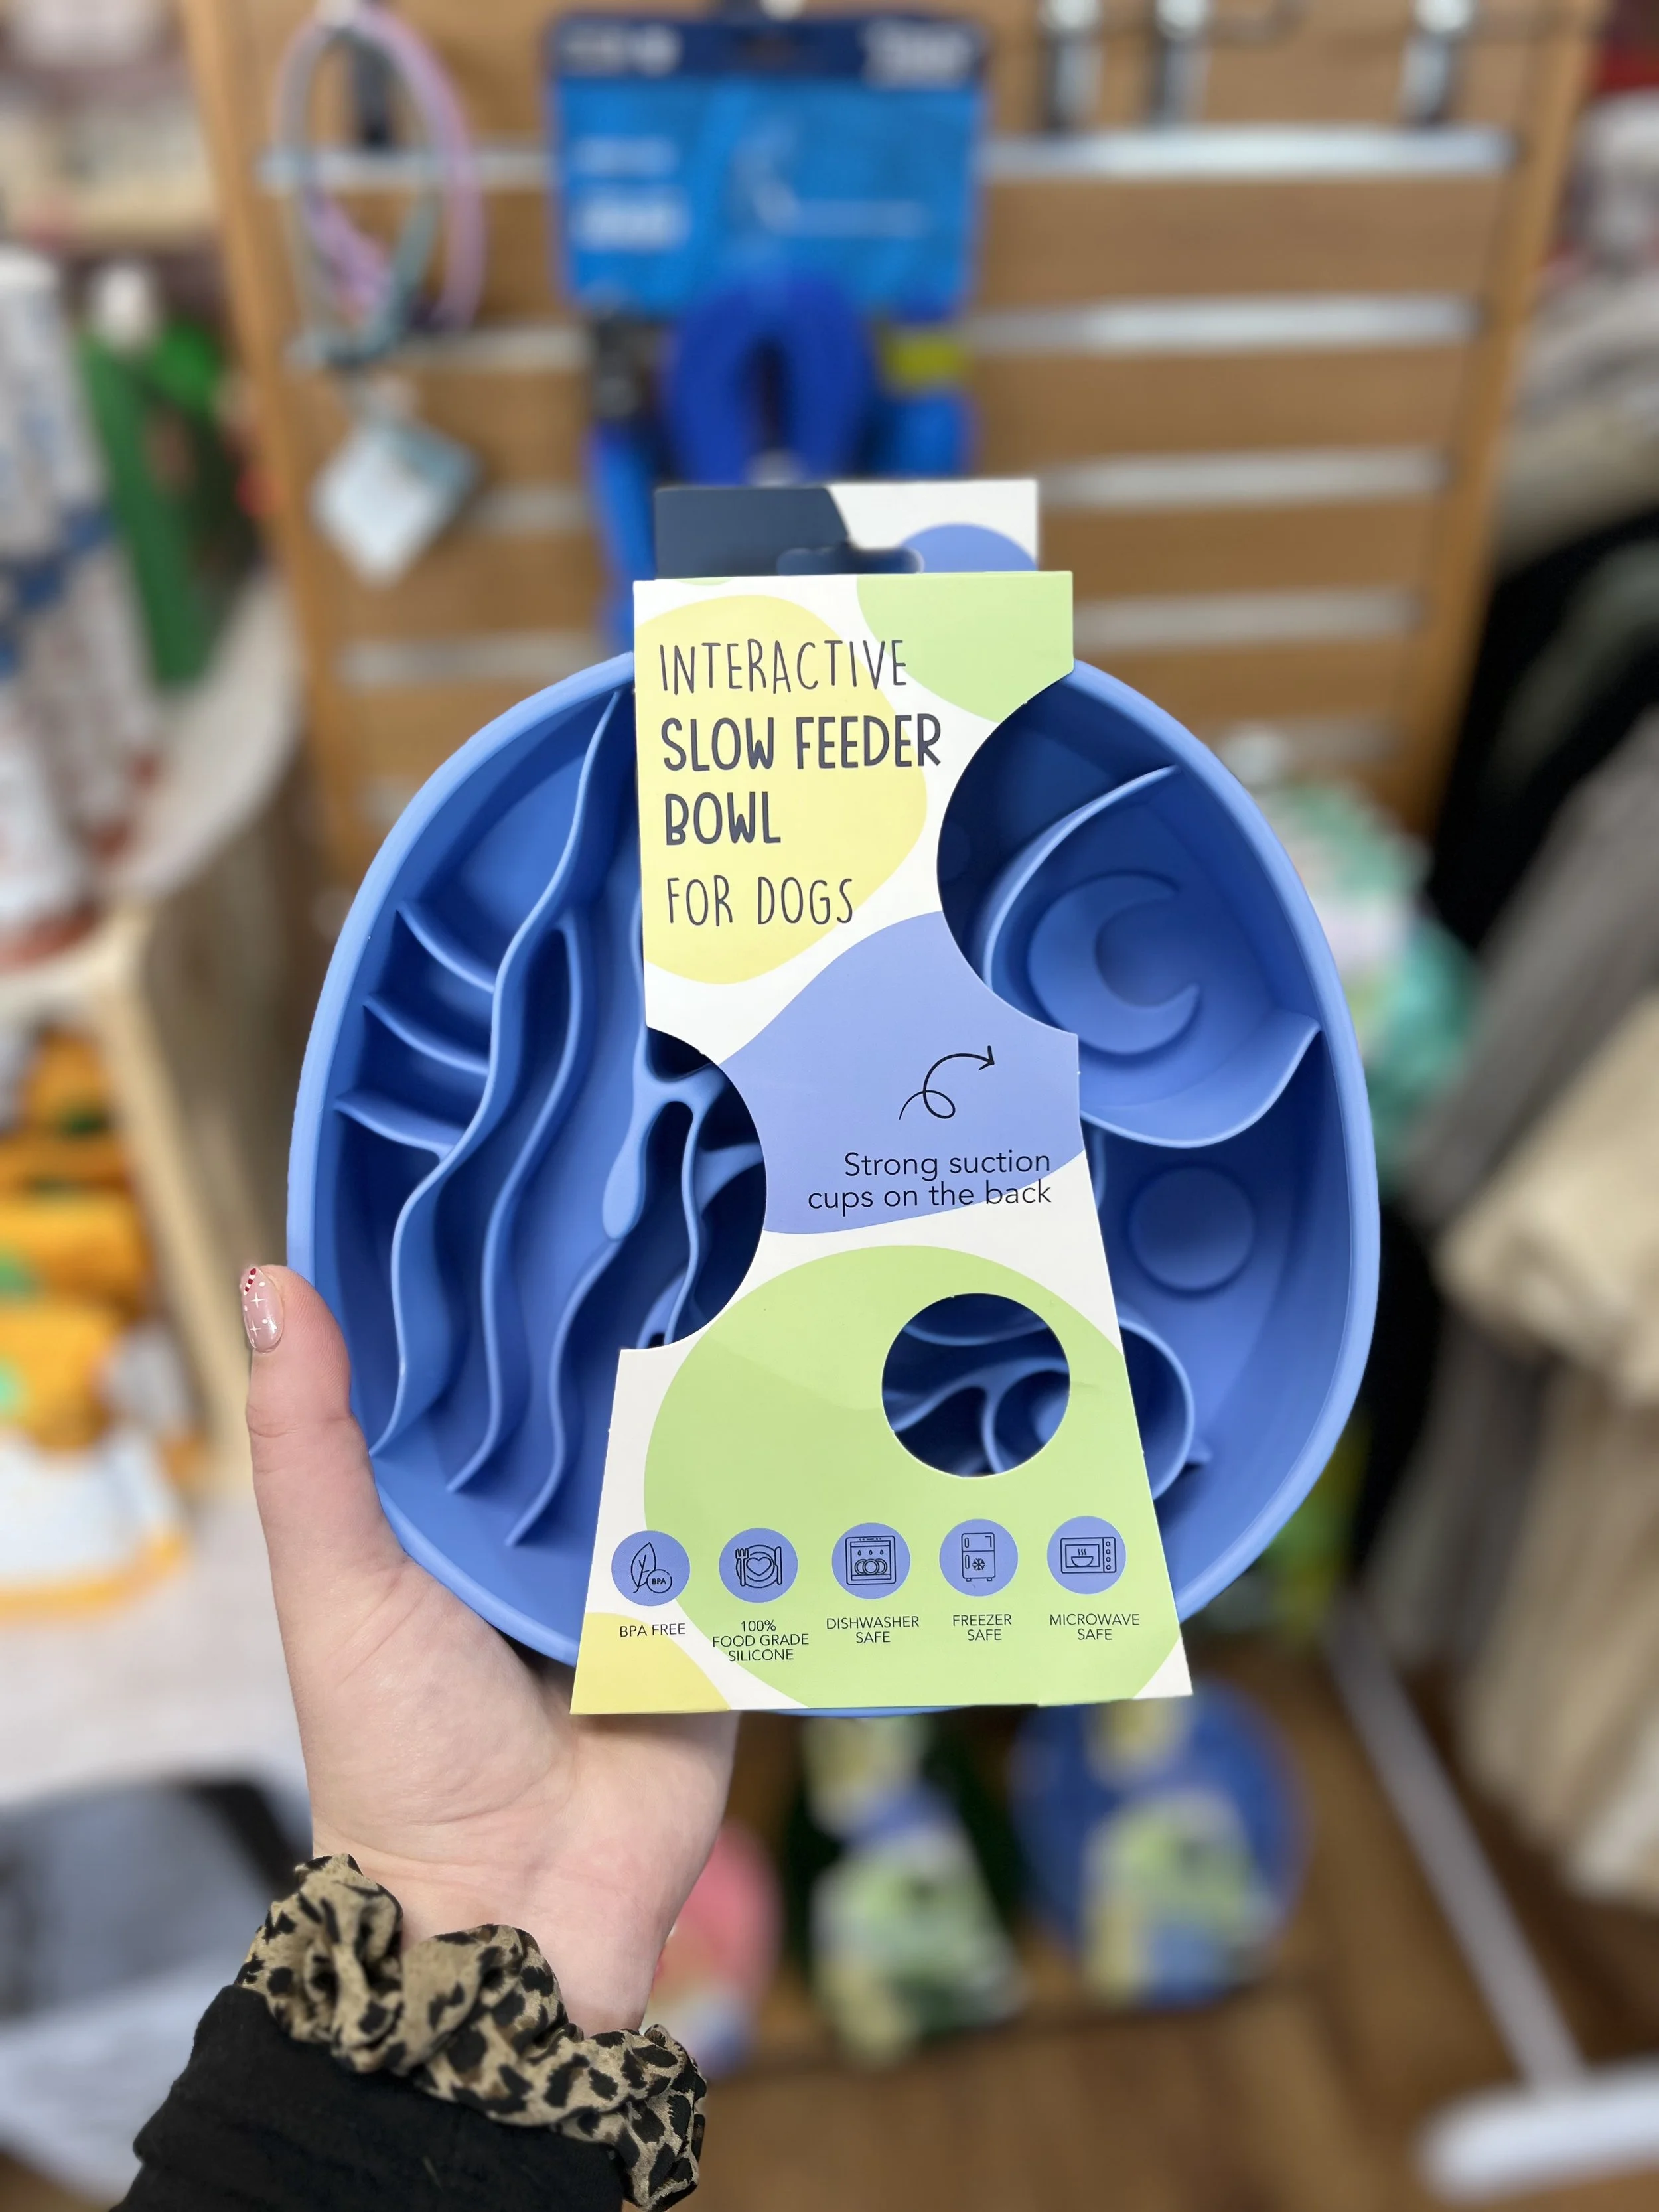 INTERACTIVE
SLOW FEEDER
BOWL
FOR DOGS
Strong suction
cups on the back
BPA
BPA FREE
100%
FOOD GRADE
SILICONE
DISHWASHER
SAFE
FREEZER
SAFE
MICROWAVE
SAFE